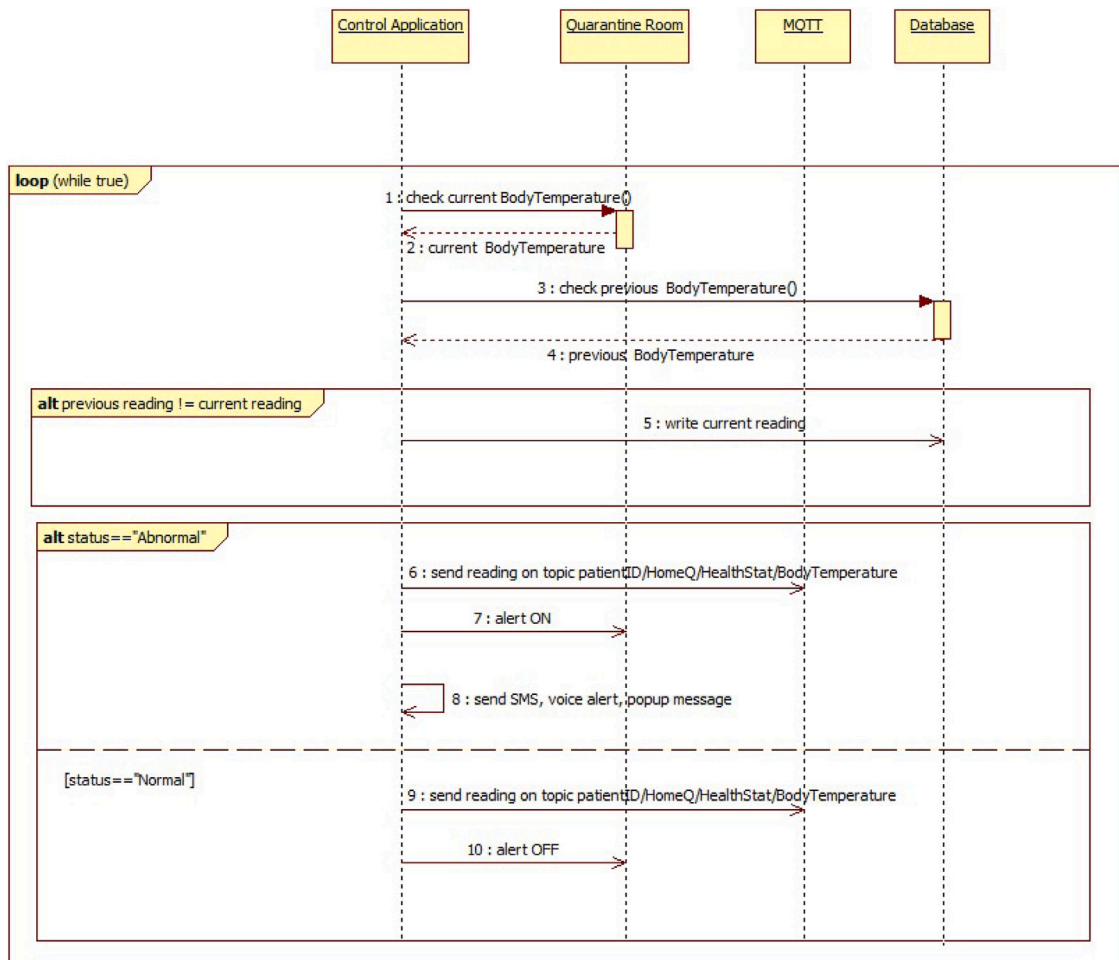 Control Application
Quarantine Room
MQTT
Database
loop (while true)
1 : check current BodyTemperature()
2 : current BodyTemperature
3 : check previous BodyTemperature()
4 : previous BodyTemperature
alt previous reading != current reading
5 : write current reading
alt status=="Abnormal"
6 : send reading on topic patientID/HomeQ/HealthStat/BodyTemperature
7 : alert ON
8 : send SMS, voice alert, popup message
[status=="Normal"]
9 : send reading on topic patientID/HomeQ/HealthStat/BodyTemperature
10 : alert OFF